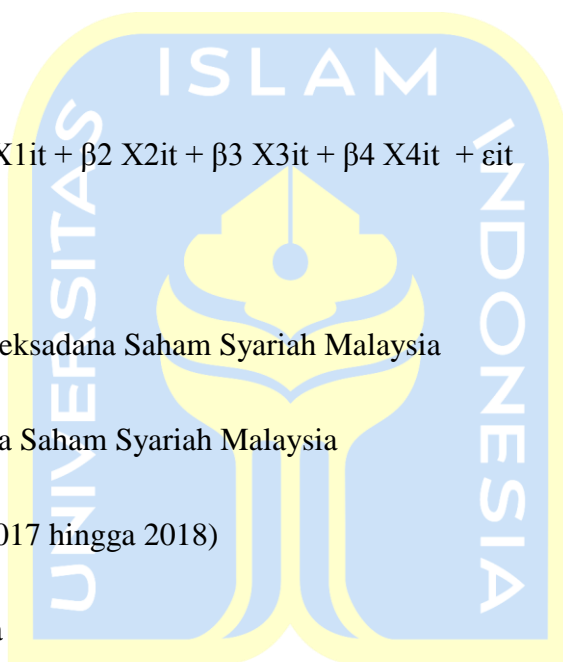 ISLAM
UNIVERSITAS
INDONESIA
X1it + β2 X2it + β3 X3it + β4 X4it + εit
eksadana Saham Syariah Malaysia
a Saham Syariah Malaysia
017 hingga 2018)